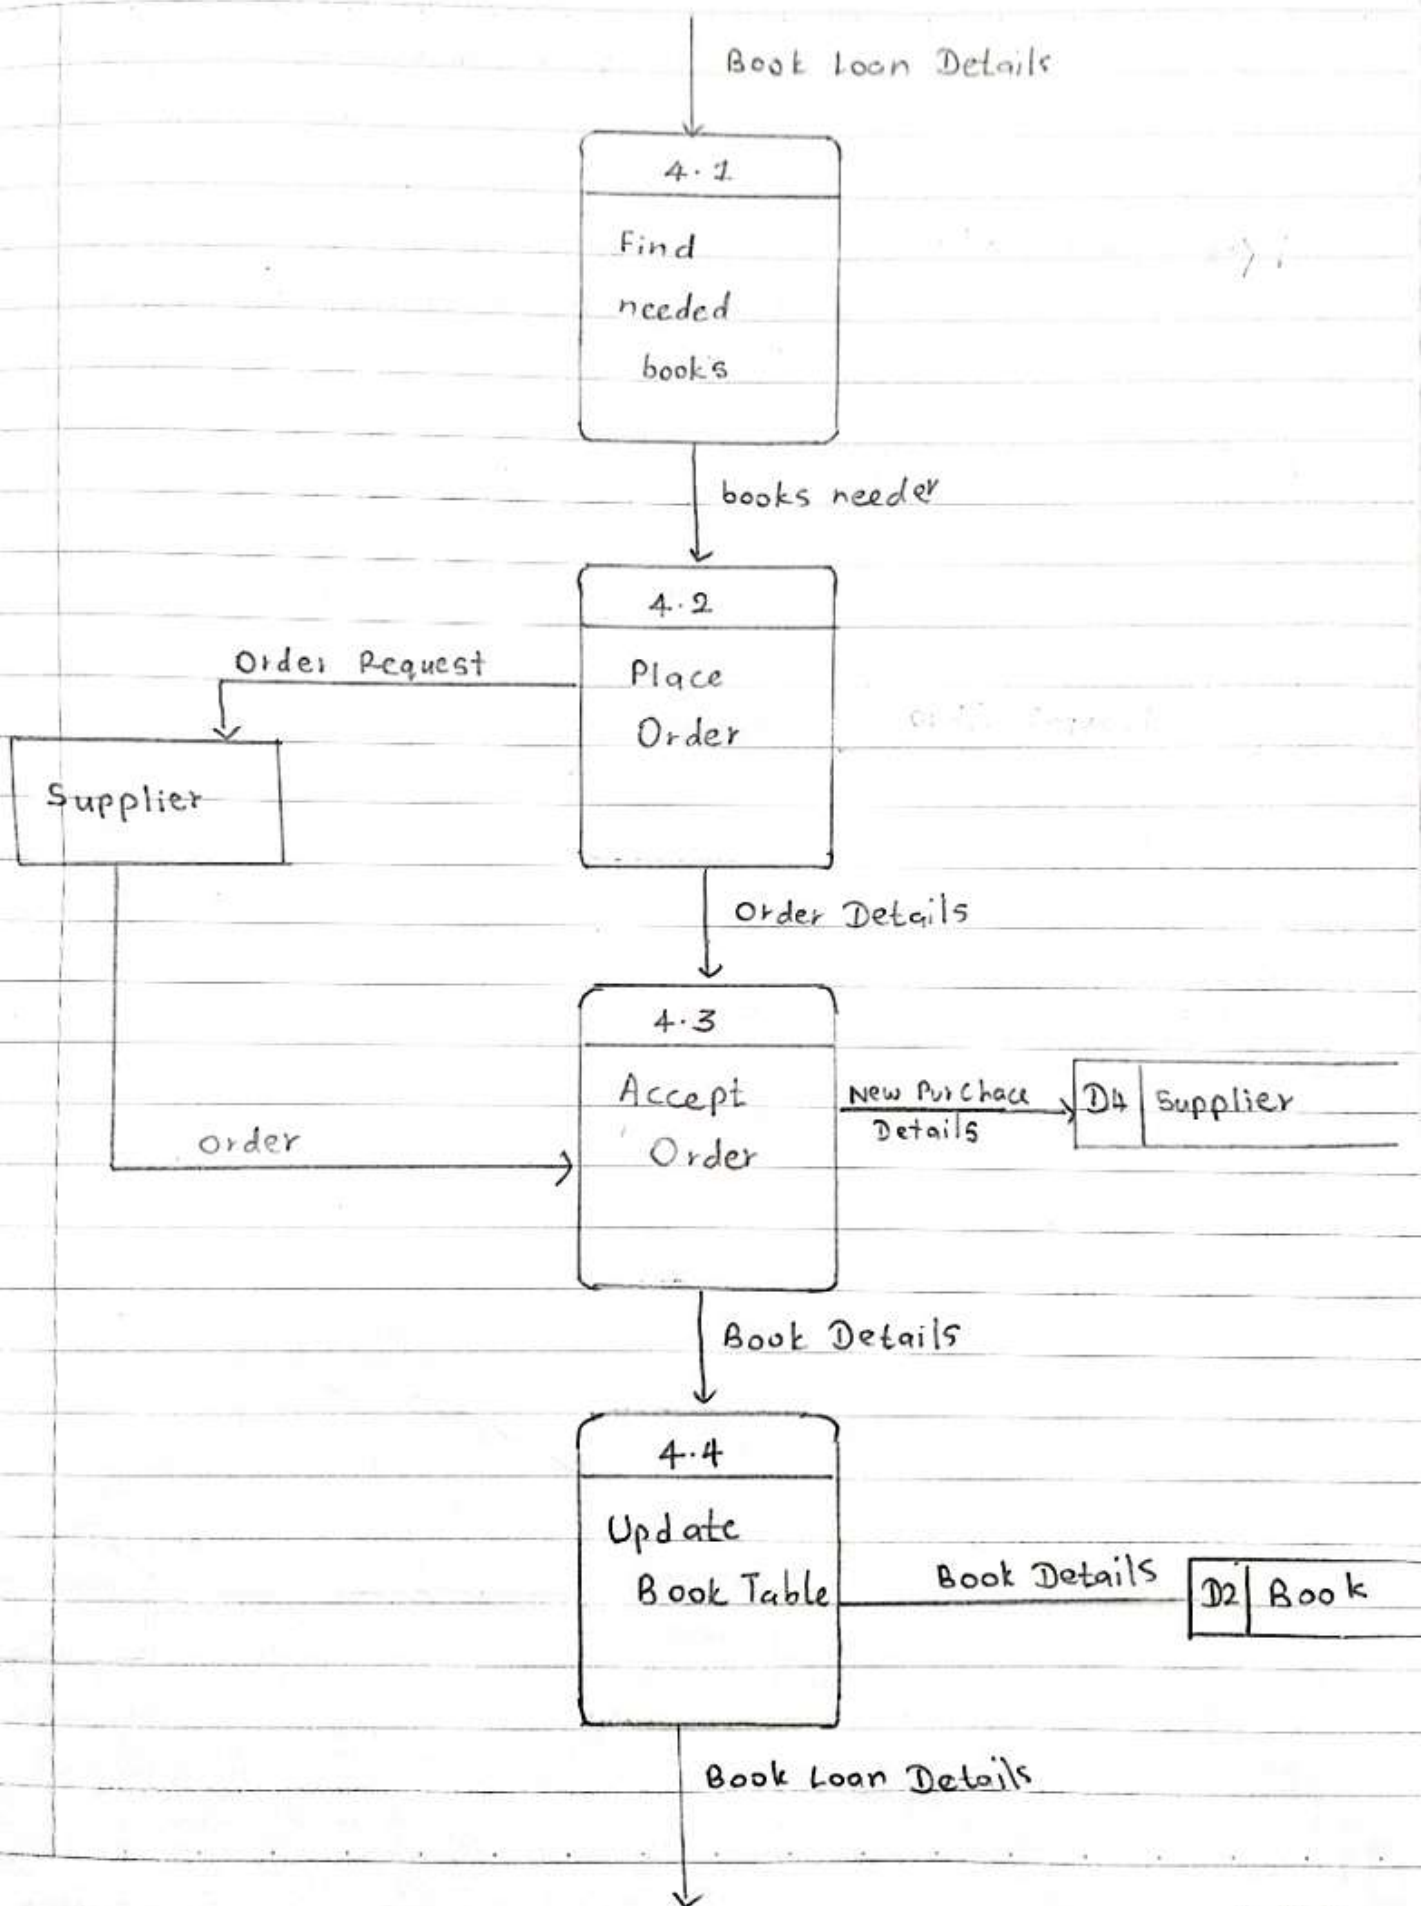 Book Loan Details
4.1
Find
needed
books
books needer
4.2
Order Request
Place
Order
Supplier
Order Details
4.3
Accept
Order
New Purchace
Details
D4 Supplier
order
Book Details
4.4
Update
Book Table
Book Details
D2 Book
Book Loan Details